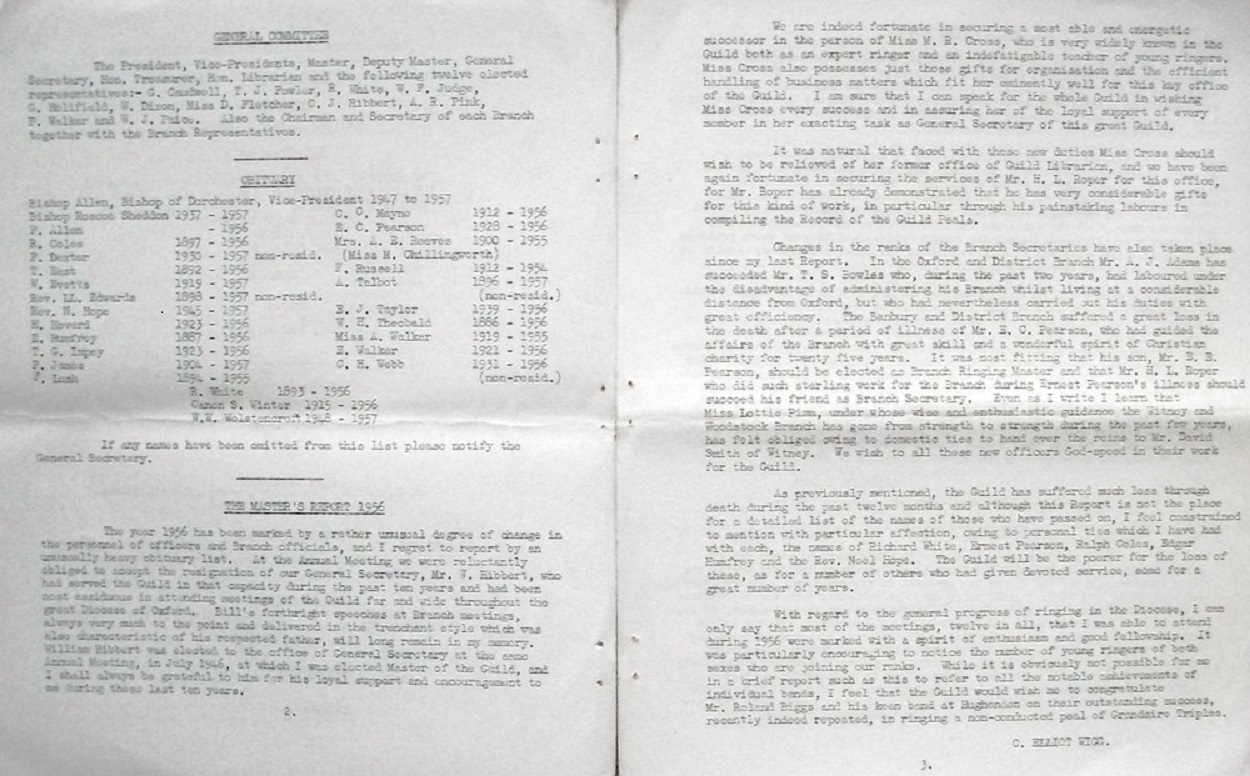 GENERAL COMMITTEE
The President, Vice-Presidents, Master, Deputy Master, General
Secretary, Hon. Treasurer, Hon. Librarian and the following twelve elected
representatives:- G. Caudwell, T. J. Fowler, R. White, W. F. Judge,
G. Holifield, W. Dixon, Miss D. Fletcher, C. J. Hibbert, A. R. Pink,
P. Walker and W. J. Paice. Also the Chairman and Secretary of each Branch
together with the Branch Representatives.
OBITUARY
Bishop Allen, Bishop of Dorchester, Vice-President 1947 to 1957
Bishop Roscoe Shedden 1937 - 1957
F. Allen - 1956
R. Coles 1897 - 1956
F. Dexter 1930 - 1957 non-resid.
T. East 1892 - 1956
W. Evetts 1919 - 1957
Rev. LL. Edwards 1898 - 1957 non-resid.
Rev. N. Hope 1945 - 1957
H. Howard 1923 - 1956
E. Humfrey 1887 - 1956
T. G. Impey 1923 - 1956
F. James 1904 - 1957
F. Lush 1894 - 1955
C. C. Mayne 1912 - 1956
E. C. Pearson 1928 - 1956
Mrs. A. E. Reeves 1900 - 1955
(Miss M. Chillingworth)
F. Russell 1912 - 1954
A. Talbot 1896 - 1957
(non-resid.)
E. J. Taylor 1939 - 1956
W. H. Theobald 1886 - 1956
Miss A. Walker 1919 - 1955
E. Walker 1921 - 1956
C. H. Webb 1932 - 1956
(non-resid.)
R. White 1893 - 1956
Canon S. Winter 1925 - 1956
W.W. Wolstencroft 1948 - 1957
If any names have been omitted from this list please notify the
General Secretary.
THE MASTER'S REPORT 1956
The year 1956 has been marked by a rather unusual degree of change in
the personnel of officers and Branch officials, and I regret to report by an
unusually heavy obituary list. At the Annual Meeting we were reluctantly
obliged to accept the resignation of our General Secretary, Mr. W. Hibbert, who
had served the Guild in that capacity during the past ten years and had been
most assiduous in attending meetings of the Guild far and wide throughout the
great Diocese of Oxford. Bill's forthright speeches at Branch meetings,
always very much to the point and delivered in the trenchant style which was
also characteristic of his respected father, will long remain in my memory.
William Hibbert was elected to the office of General Secretary at the same
Annual Meeting, in July 1946, at which I was elected Master of the Guild, and
I shall always be grateful to him for his loyal support and encouragement to
me during these last ten years.
2.
We are indeed fortunate in securing a most able and energetic
successor in the person of Miss M. R. Cross, who is very widely known in the
Guild both as an expert ringer and an indefatigable teacher of young ringers.
Miss Cross also possesses just those gifts for organisation and the efficient
handling of business matters which fit her eminently well for this key office
of the Guild. I am sure that I can speak for the whole Guild in wishing
Miss Cross every success and in assuring her of the loyal support of every
member in her exacting task as General Secretary of this great Guild.
It was natural that faced with these new duties Miss Cross should
wish to be relieved of her former office of Guild Librarian, and we have been
again fortunate in securing the services of Mr. H. L. Roper for this office,
for Mr. Roper has already demonstrated that he has very considerable gifts
for this kind of work, in particular through his painstaking labours in
compiling the Record of the Guild Peals.
Changes in the ranks of the Branch Secretaries have also taken place
since my last Report. In the Oxford and District Branch Mr. A. J. Adams has
succeeded Mr. T. S. Bowles who, during the past two years, had laboured under
the disadvantage of administering his Branch whilst living at a considerable
distance from Oxford, but who had nevertheless carried out his duties with
great efficiency. The Banbury and District Branch suffered a great loss in
the death after a period of illness of Mr. E. C. Pearson, who had guided the
affairs of the Branch with great skill and a wonderful spirit of Christian
charity for twenty five years. It was most fitting that his son, Mr. E. E.
Pearson, should be elected as Branch Ringing Master and that Mr. H. L. Roper
who did such sterling work for the Branch during Ernest Pearson's illness should
succeed his friend as Branch Secretary. Even as I write I learn that
Miss Lottie Pimm, under whose wise and enthusiastic guidance the Witney and
Woodstock Branch has gone from strength to strength during the past few years,
has felt obliged owing to domestic ties to hand over the reins to Mr. David
Smith of Witney. We wish to all these new officers God-speed in their work
for the Guild.
As previously mentioned, the Guild has suffered much loss through
death during the past twelve months and although this Report is not the place
for a detailed list of the names of those who have passed on, I feel constrained
to mention with particular affection, owing to personal ties which I have had
with each, the names of Richard White, Ernest Pearson, Ralph Coles, Edgar
Humfrey and the Rev. Noel Hope. The Guild will be the poorer for the loss of
these, as for a number of others who had given devoted service, some for a
great number of years.
With regard to the general progress of ringing in the Diocese, I can
only say that most of the meetings, twelve in all, that I was able to attend
during 1956 were marked with a spirit of enthusiasm and good fellowship. It
was particularly encouraging to notice the number of young ringers of both
sexes who are joining our ranks. While it is obviously not possible for me
in a brief report such as this to refer to all the notable achievements of
individual bands, I feel that the Guild would wish me to congratulate
Mr. Roland Biggs and his keen band at Hughenden on their outstanding success,
recently indeed repeated, in ringing a non-conducted peal of Grandsire Triples.
C. ELLIOT WIGG.
3.